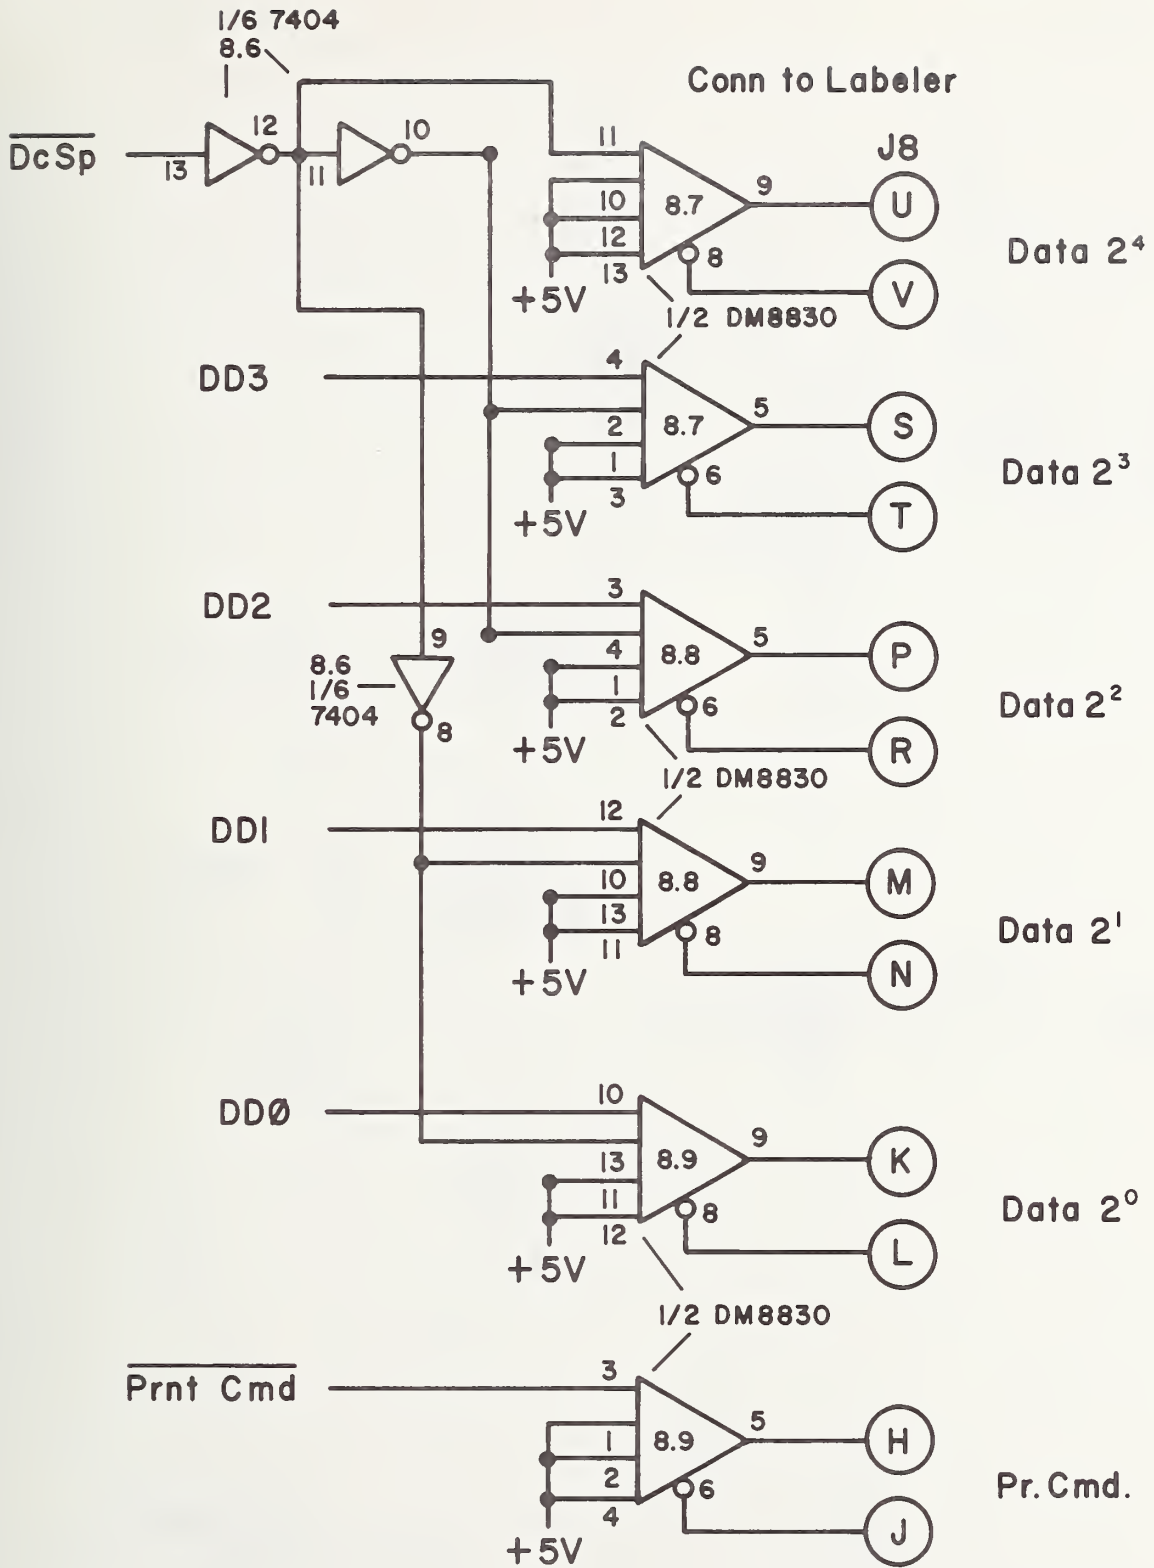 1/6 7404
8.6
Conn to Labeler
D̅c̅S̅p̅
13
12
11
10
J8
11
10
12
13
8.7
9
8
U
V
Data 2⁴
+5V
1/2 DM8830
DD3
4
2
1
3
8.7
5
6
S
T
Data 2³
+5V
DD2
3
4
1
2
8.8
5
6
P
R
Data 2²
+5V
9
8.6
1/6
7404
8
1/2 DM8830
DD1
12
10
13
11
8.8
9
8
M
N
Data 2¹
+5V
DDØ
10
13
11
12
8.9
9
8
K
L
Data 2⁰
+5V
1/2 DM8830
P̅r̅n̅t̅ ̅C̅m̅d̅
3
1
2
4
8.9
5
6
H
J
Pr. Cmd.
+5V